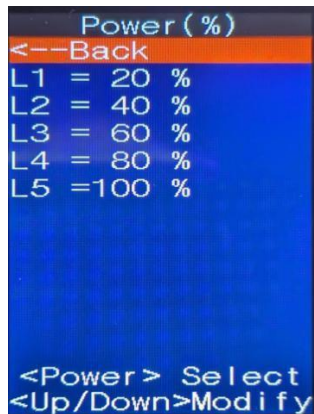 Power(%)
<--Back
L1 = 20 %
L2 = 40 %
L3 = 60 %
L4 = 80 %
L5 =100 %
<Power> Select
<Up/Down>Modify